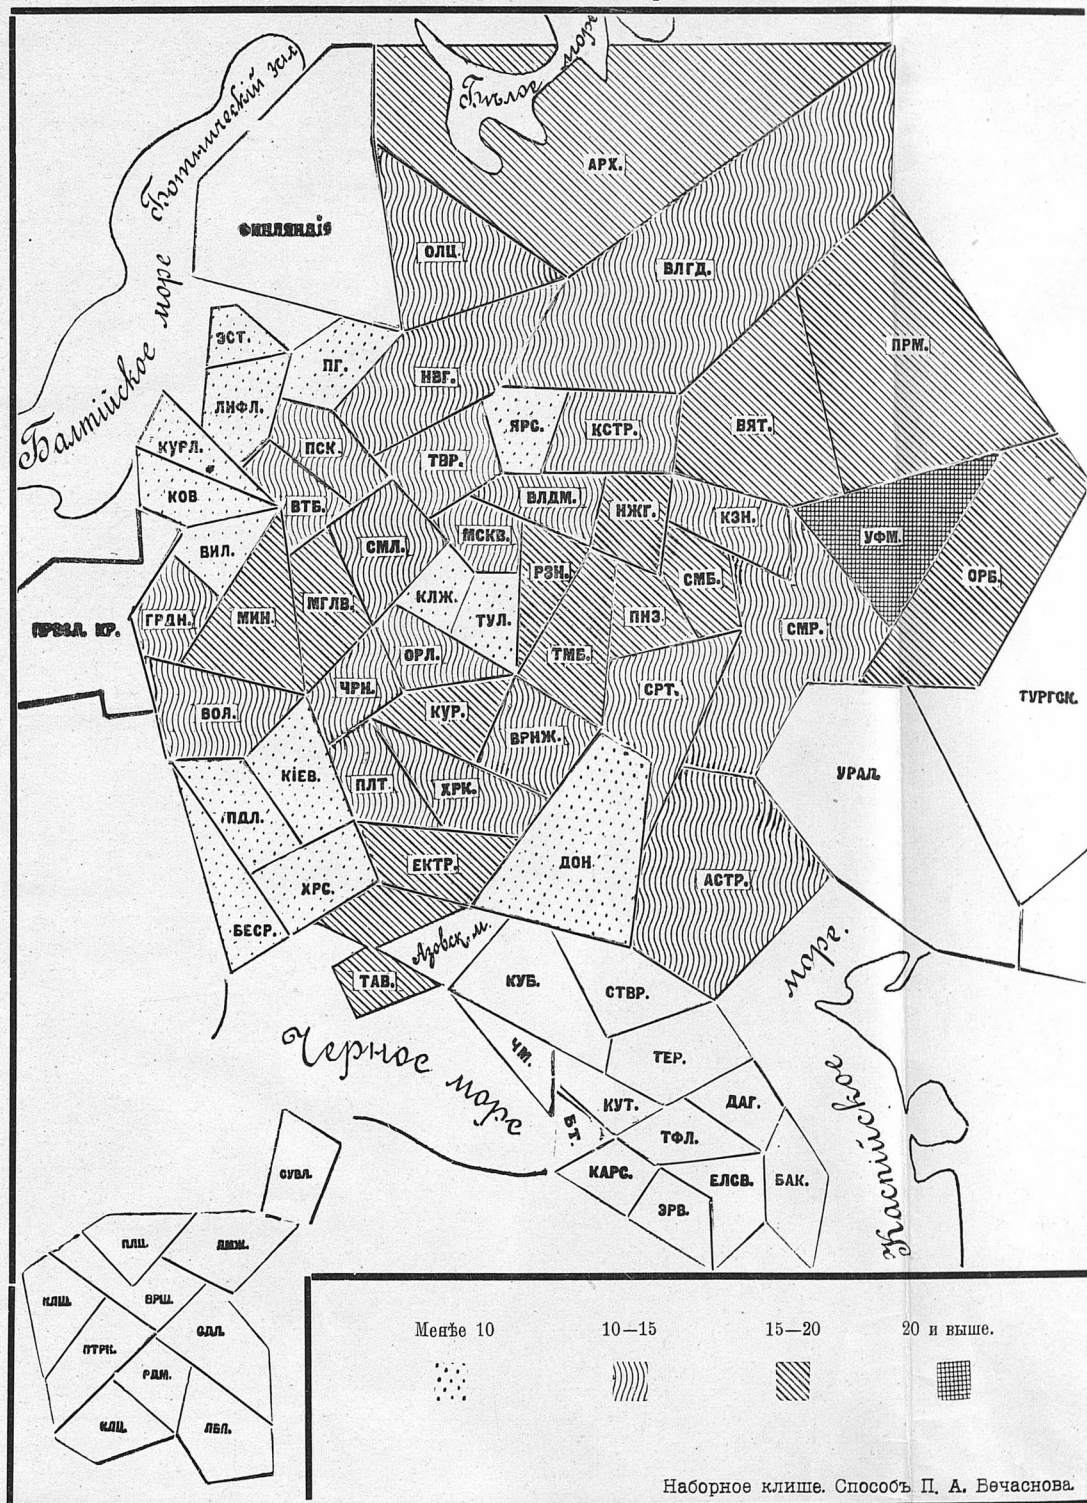 Бѣлое море
Ботническій зал
АРХ.
ФИНЛЯНДІЯ
ОЛЦ.
ВЛГД.
Балтійское море
ЭСТ.
ПГ.
НВГ.
ПРМ.
ЛИФЛ.
ЯРС.
КСТР.
ВЯТ.
КУРЛ.
ПСК.
ТВР.
КОВ
ВТБ.
ВЛДМ.
НЖГ.
КЗН.
УФМ.
ВИЛ.
СМЛ.
МСКВ.
РЗН.
СМБ.
ОРБ.
ГРДН.
МИН.
МГЛВ.
КЛЖ.
ТУЛ.
ПНЗ.
СМР.
КР.
ОРЛ.
ТМБ.
ЧРН.
СРТ.
ТУРГСК.
ВОЛ.
КУР.
ВРНЖ.
КІЕВ.
ПЛТ.
ХРК.
УРАЛ.
ПДЛ.
ЕКТР.
ДОН
АСТР.
ХРС.
БЕСР.
Азовск. м.
ТАВ.
КУБ.
СТВР.
Черное море
ЧМ.
ТЕР.
Каспійское море.
КУТ.
ДАГ.
БТ.
ТФЛ.
КАРС.
ЕЛСВ.
БАК.
ЭРВ.
СУВЛ.
ПЛЦ.
ЛМЖ.
КЛШ.
ВРШ.
ПТРК.
СДЛ.
РДМ.
КЛЦ.
ЛБЛ.
Менѣе 10
10—15
15—20
20 и выше.
Наборное клише. Способъ П. А. Вечаснова.